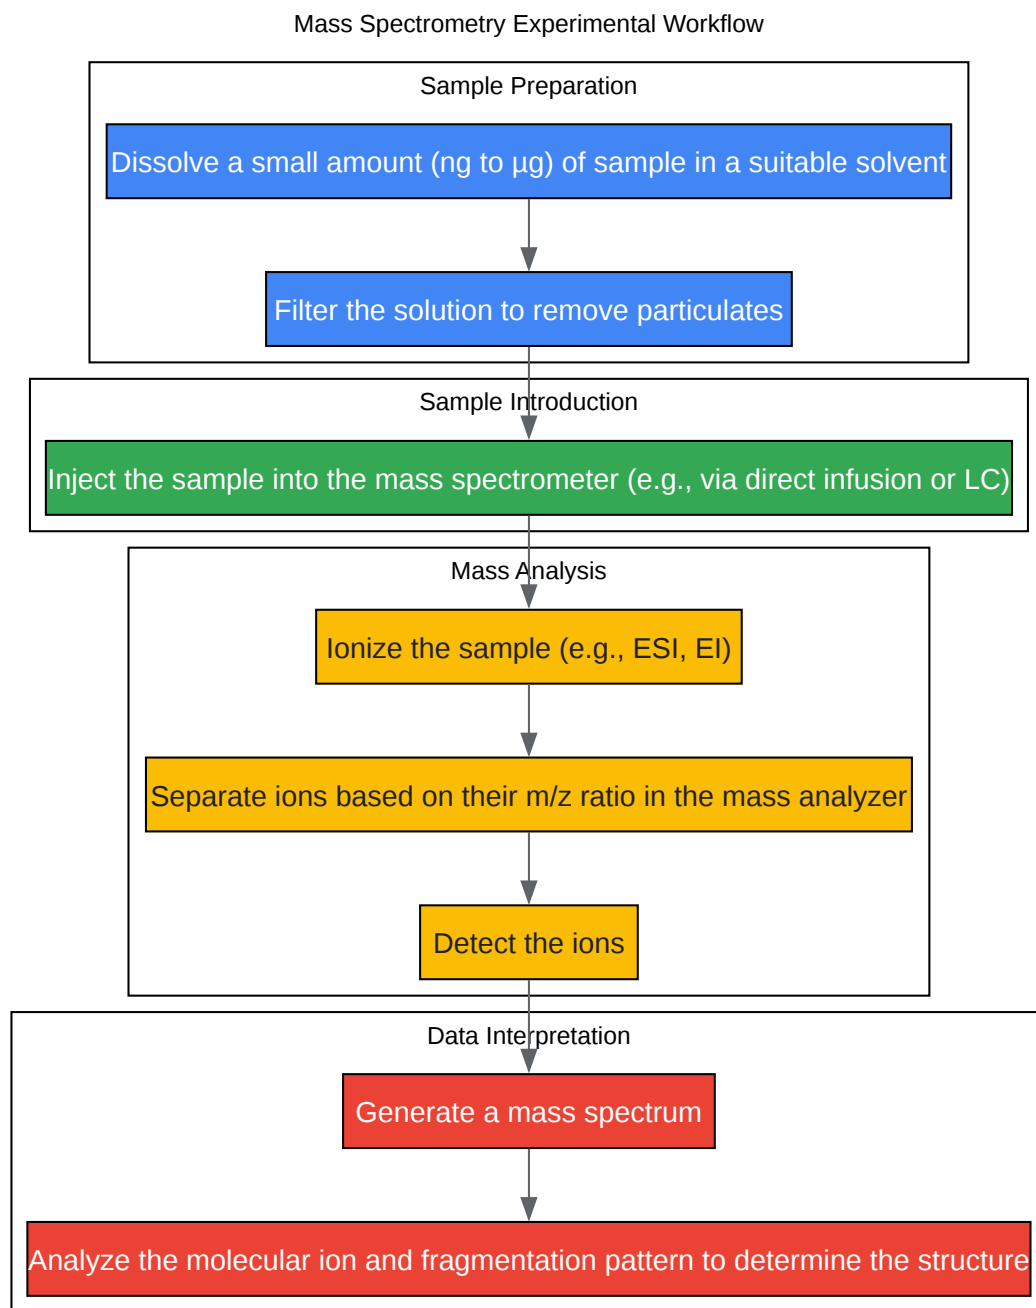 Mass Spectrometry Experimental Workflow
Sample Preparation
Dissolve a small amount (ng to µg) of sample in a suitable solvent
Filter the solution to remove particulates
Sample Introduction
Inject the sample into the mass spectrometer (e.g., via direct infusion or LC)
Mass Analysis
Ionize the sample (e.g., ESI, EI)
Separate ions based on their m/z ratio in the mass analyzer
Detect the ions
Data Interpretation
Generate a mass spectrum
Analyze the molecular ion and fragmentation pattern to determine the structure